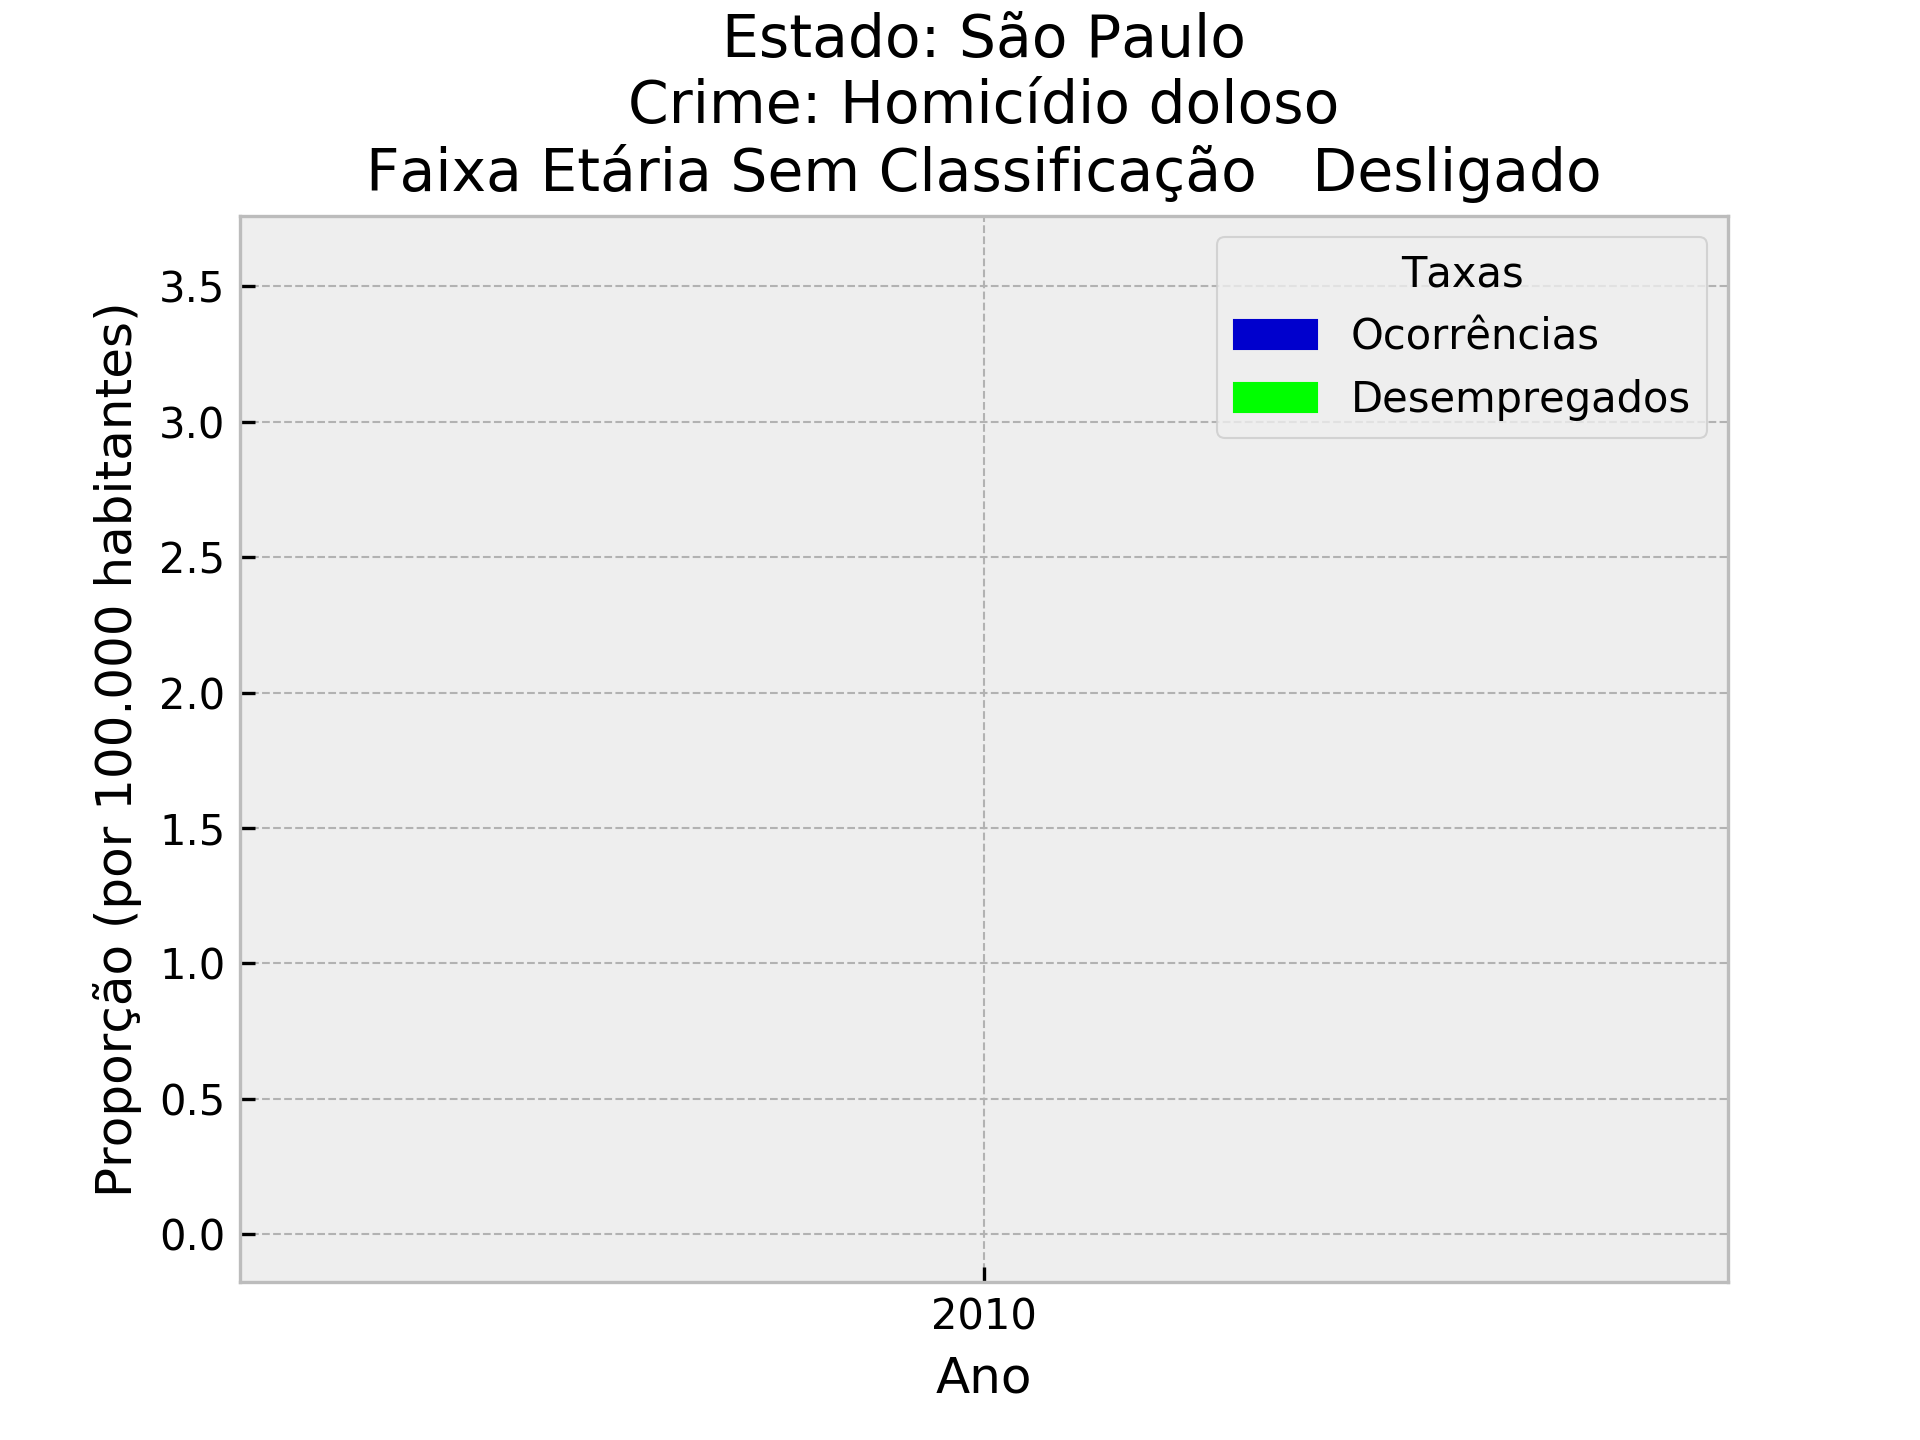 Estado: São Paulo
Crime: Homicídio doloso
Faixa Etária Sem Classificação   Desligado
Taxas
Ocorrências
Desempregados
Proporção (por 100.000 habitantes)
3.5
3.0
2.5
2.0
1.5
1.0
0.5
0.0
2010
Ano